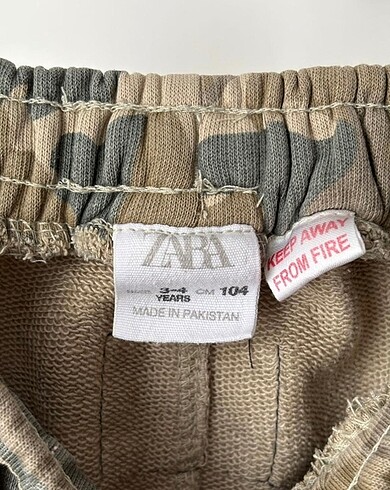 ZARA
3-4 CM 104
YEARS
MADE IN PAKISTAN
KEEP AWAY
FROM FIRE